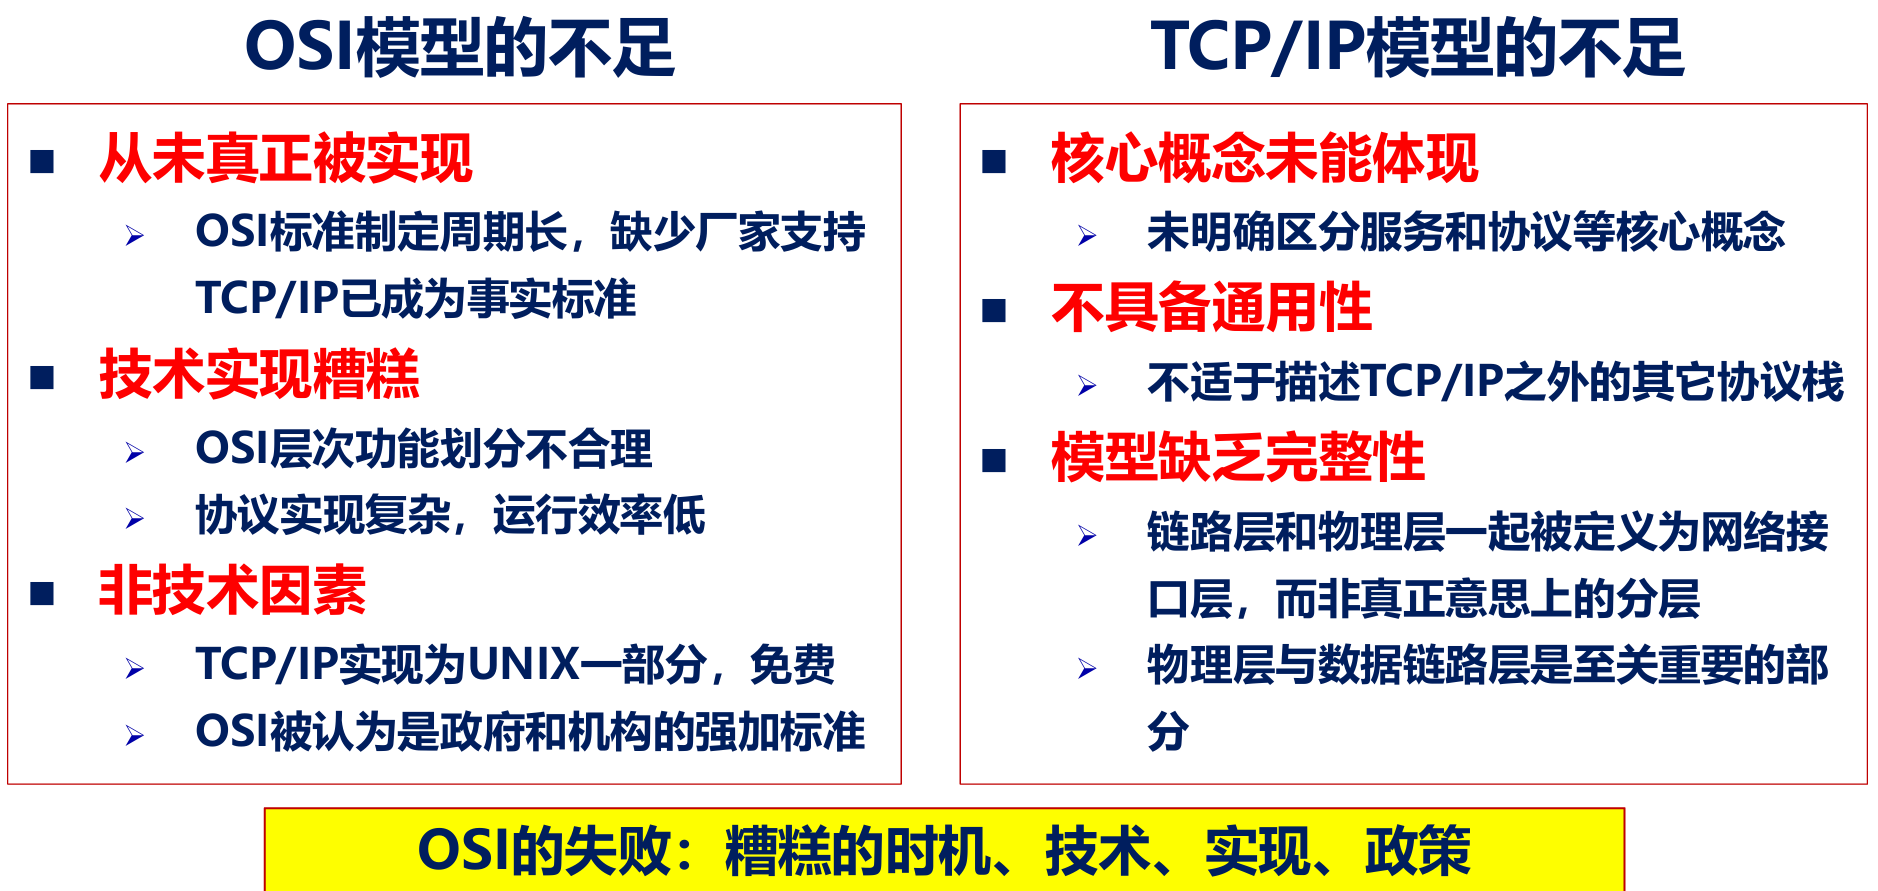 OSI模型的不足
从未真正被实现
OSI标准制定周期长，缺少厂家支持
TCP/IP已成为事实标准
技术实现糟糕
OSI层次功能划分不合理
协议实现复杂，运行效率低
非技术因素
TCP/IP实现为UNIX一部分，免费
OSI被认为是政府和机构的强加标准
TCP/IP模型的不足
核心概念未能体现
未明确区分服务和协议等核心概念
不具备通用性
不适于描述TCP/IP之外的其它协议栈
模型缺乏完整性
链路层和物理层一起被定义为网络接
口层，而非真正意思上的分层
物理层与数据链路层是至关重要的部
分
OSI的失败：糟糕的时机、技术、实现、政策